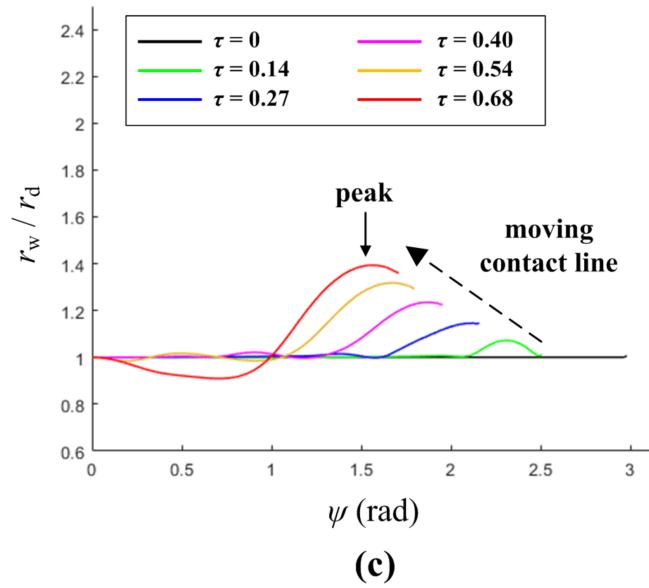 2.4
2.2
2
1.8
1.6
1.4
1.2
1
0.8
0.6
r_w / r_d
τ = 0
τ = 0.14
τ = 0.27
τ = 0.40
τ = 0.54
τ = 0.68
peak
moving
contact line
0 0.5 1 1.5 2 2.5 3
ψ (rad)
(c)